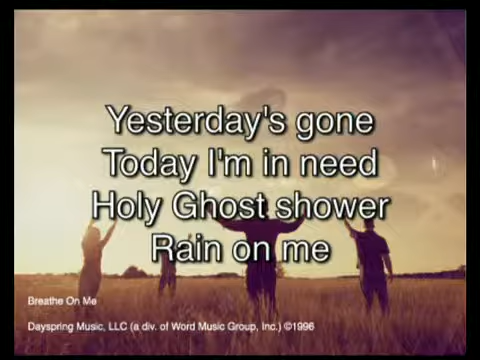 Yesterday's gone
Today I'm in need
Holy Ghost shower
Rain on me
Breathe On Me
Dayspring Music, LLC (a div. of Word Music Group, Inc.) ©1996